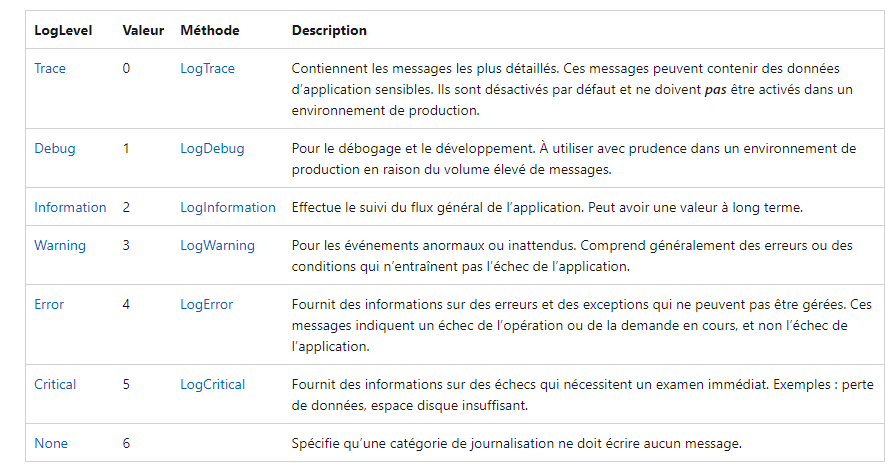 LogLevel Valeur Méthode Description
Trace 0 LogTrace Contiennent les messages les plus détaillés. Ces messages peuvent contenir des données
d’application sensibles. Ils sont désactivés par défaut et ne doivent pas être activés dans un
environnement de production.
Debug 1 LogDebug Pour le débogage et le développement. À utiliser avec prudence dans un environnement de
production en raison du volume élevé de messages.
Information 2 LogInformation Effectue le suivi du flux général de l’application. Peut avoir une valeur à long terme.
Warning 3 LogWarning Pour les événements anormaux ou inattendus. Comprend généralement des erreurs ou des
conditions qui n’entraînent pas l’échec de l’application.
Error 4 LogError Fournit des informations sur des erreurs et des exceptions qui ne peuvent pas être gérées. Ces
messages indiquent un échec de l’opération ou de la demande en cours, et non l’échec de
l’application.
Critical 5 LogCritical Fournit des informations sur des échecs qui nécessitent un examen immédiat. Exemples : perte
de données, espace disque insuffisant.
None 6 Spécifie qu’une catégorie de journalisation ne doit écrire aucun message.